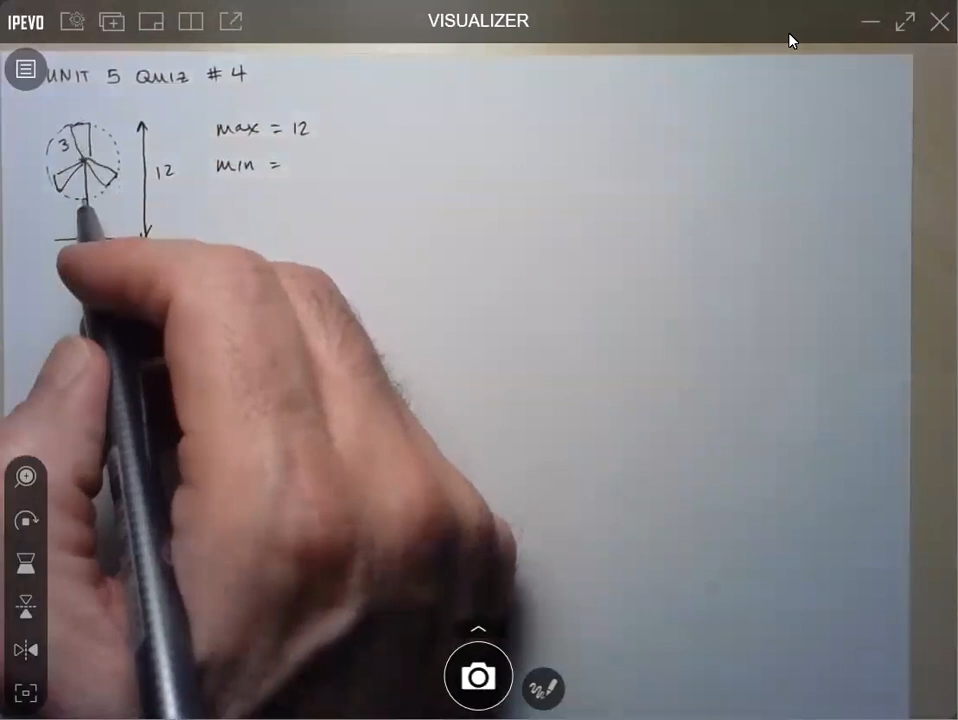 IPEVO
VISUALIZER
UNIT 5 QUIZ # 4
3
12
max = 12
min =